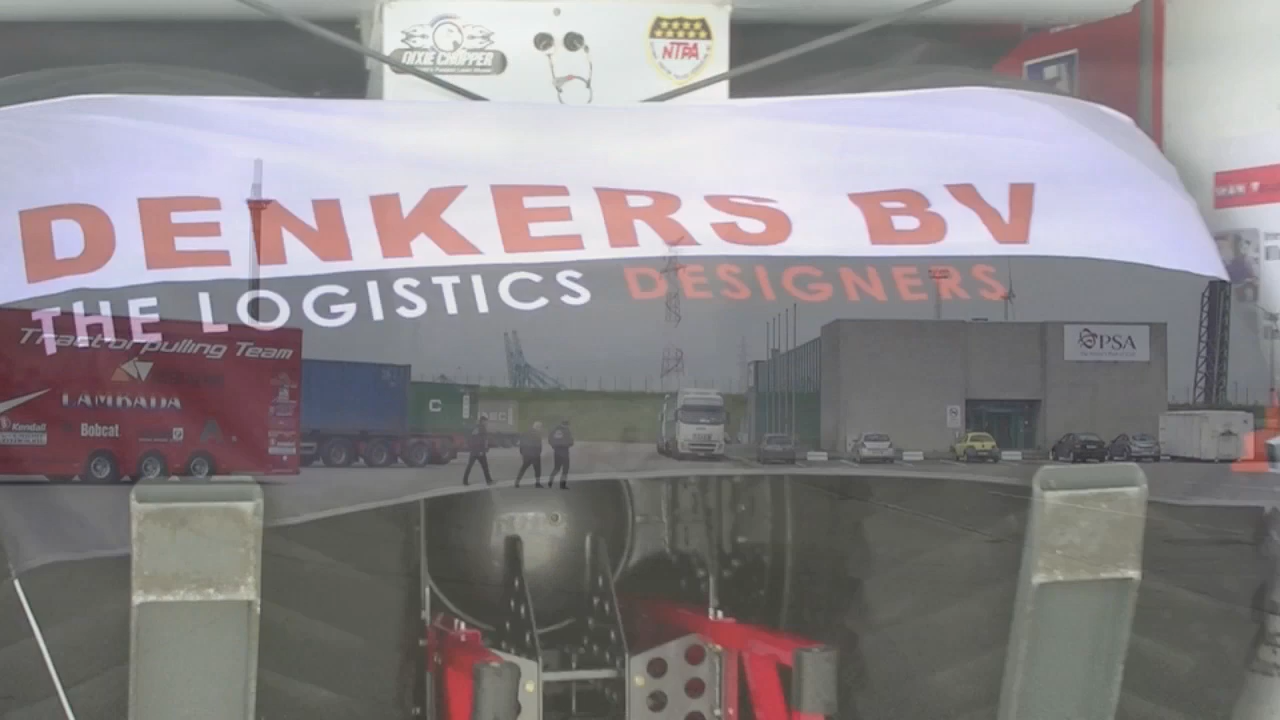 DIXIE CHOPPER
NTPA
DENKERS BV
THE LOGISTICS DESIGNERS
Tractorpulling Team
LAMBADA
Kendall
Bobcat
PSA